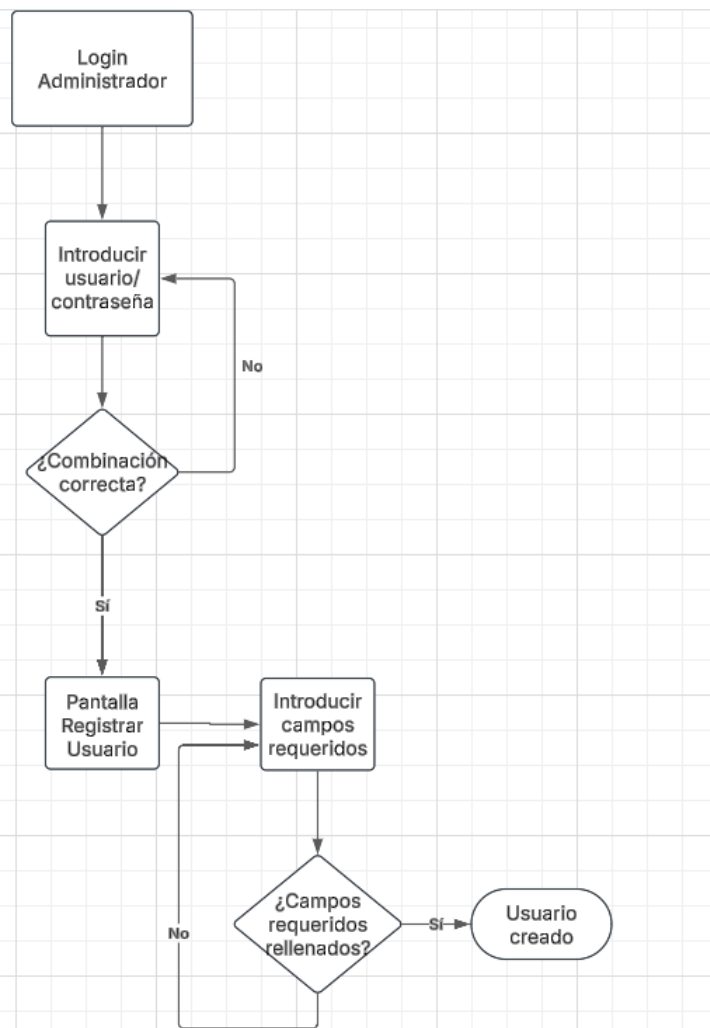 Login
Administrador
Introducir
usuario/
contraseña
No
¿Combinación
correcta?
Sí
Pantalla
Registrar
Usuario
Introducir
campos
requeridos
¿Campos
requeridos
rellenados?
No
Sí
Usuario
creado